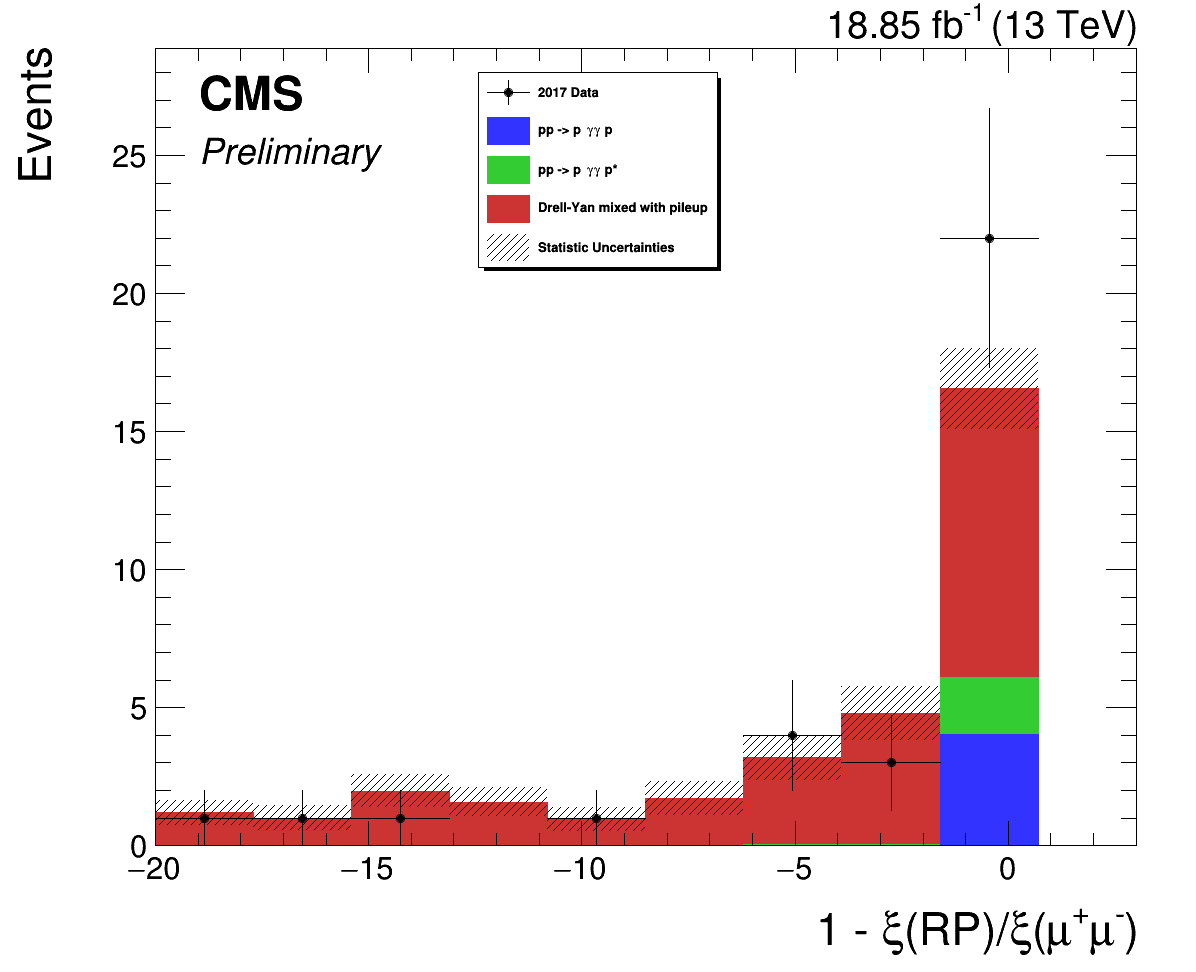 18.85 fb⁻¹ (13 TeV)
Events
CMS
Preliminary
2017 Data
pp -> p γγ p
pp -> p γγ p*
Drell-Yan mixed with pileup
Statistic Uncertainties
25
20
15
10
5
0
−20 −15 −10 −5 0
1 - ξ(RP)/ξ(μ⁺μ⁻)